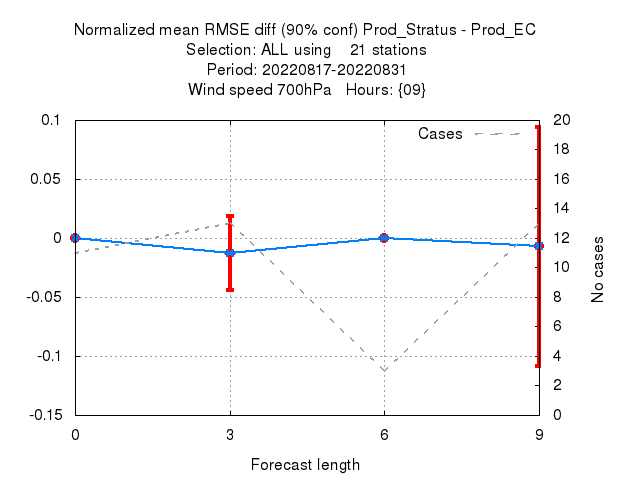 Normalized mean RMSE diff (90% conf) Prod_Stratus - Prod_EC
Selection: ALL using    21 stations
Period: 20220817-20220831
Wind speed 700hPa   Hours: {09}
Cases
0.1
0.05
0
-0.05
-0.1
-0.15
20
18
16
14
12
10
8
6
4
2
0
No cases
0 3 6 9
Forecast length